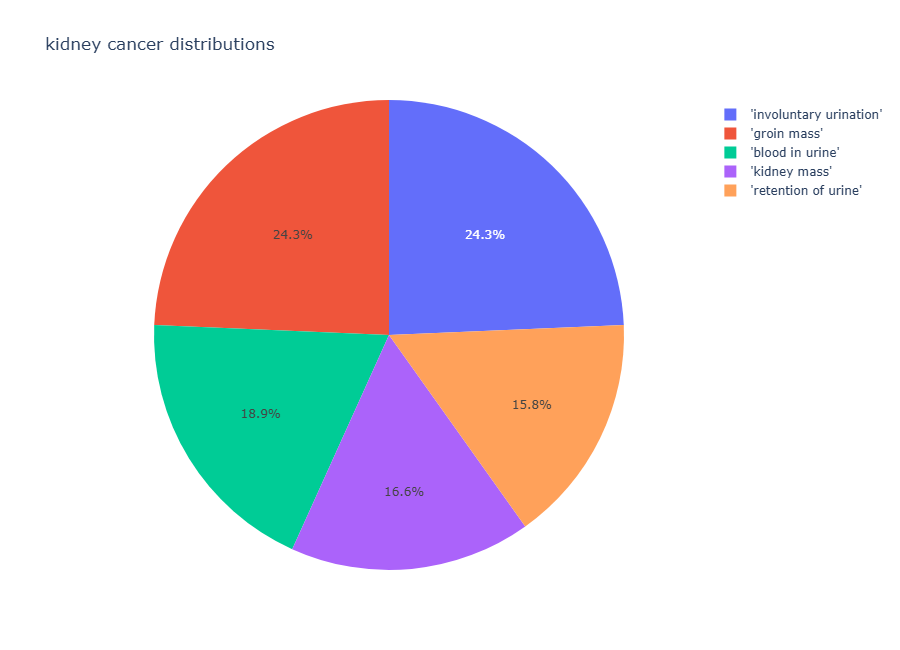 kidney cancer distributions
'involuntary urination'
'groin mass'
'blood in urine'
'kidney mass'
'retention of urine'
24.3%
24.3%
18.9%
15.8%
16.6%